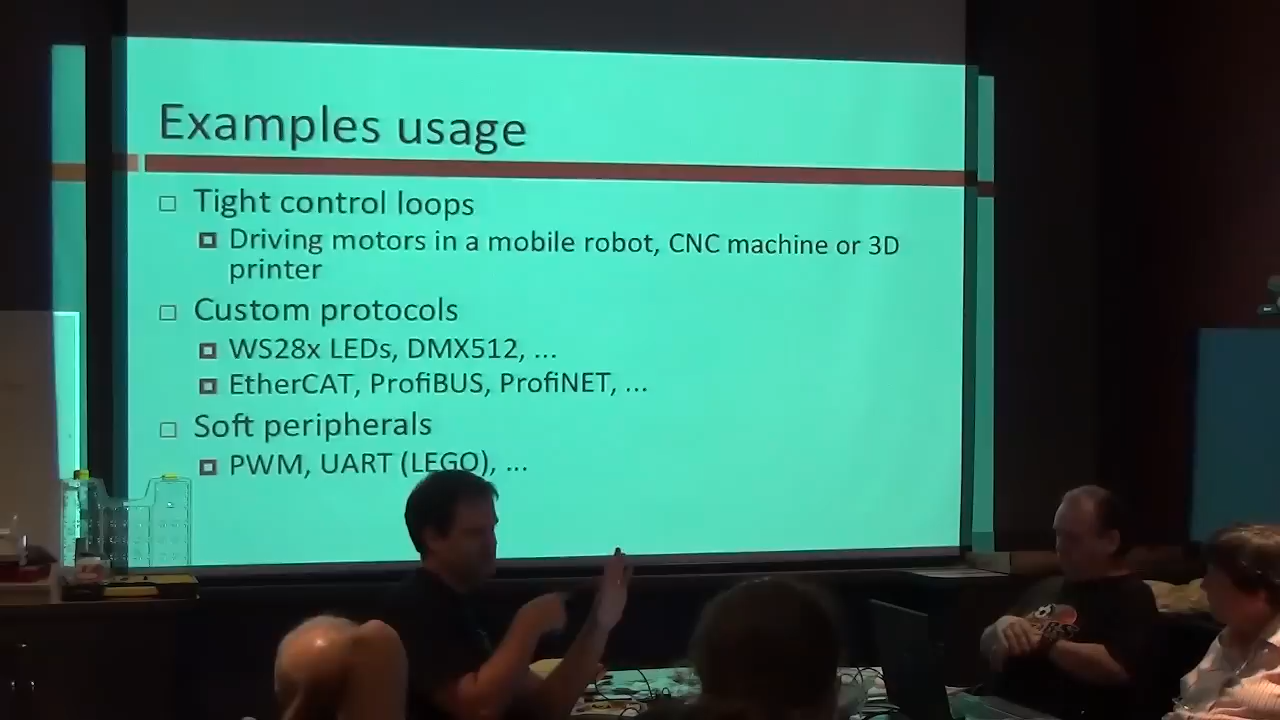 Examples usage
Tight control loops
Driving motors in a mobile robot, CNC machine or 3D
printer
Custom protocols
WS28x LEDs, DMX512, ...
EtherCAT, ProfiBUS, ProfiNET, ...
Soft peripherals
PWM, UART (LEGO), ...